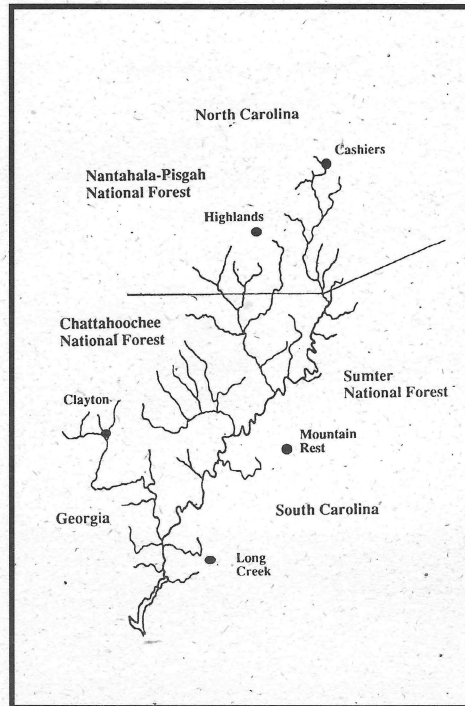 North Carolina
Cashiers
Nantahala-Pisgah
National Forest
Highlands
Chattahoochee
National Forest
Sumter
National Forest
Clayton
Mountain
Rest
Georgia
South Carolina
Long
Creek